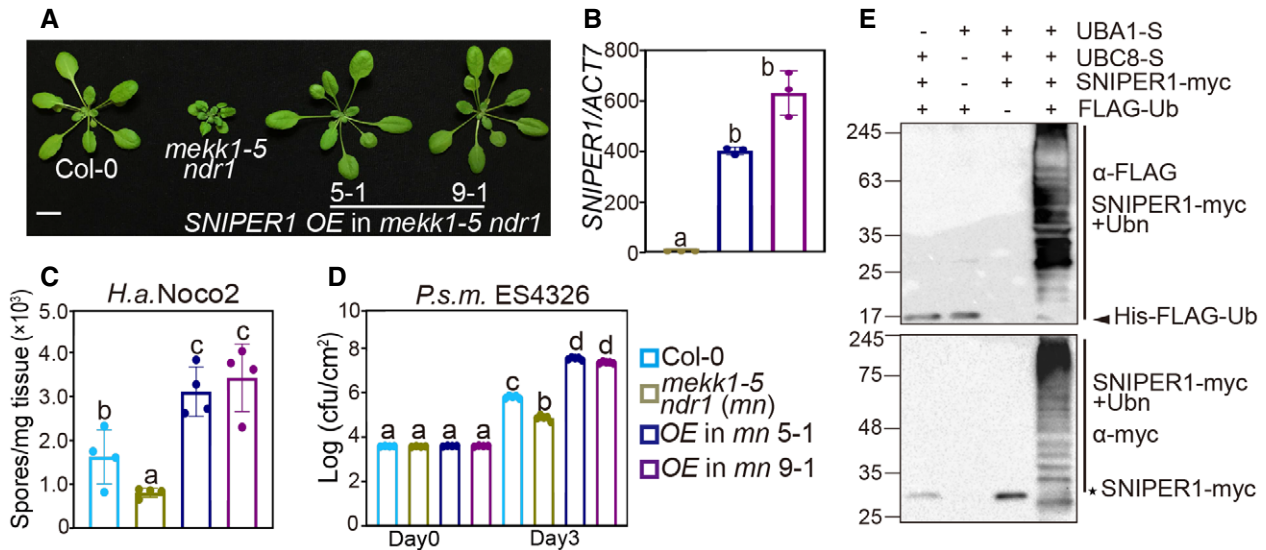 A
Col-0
mekk1-5
ndr1
5-1 9-1
SNIPER1 OE in mekk1-5 ndr1
B
SNIPER1/ACT7
800
600
400
200
0
a
b
b
C
H.a.Noco2
Spores/mg tissue (×10³)
5.0
4.0
3.0
2.0
1.0
0
b
a
c
c
D
P.s.m. ES4326
Log (cfu/cm²)
10
8
6
4
2
0
a a a a
c
b
d d
Day0 Day3
Col-0
mekk1-5
ndr1 (mn)
OE in mn 5-1
OE in mn 9-1
E
- + + + UBA1-S
+ - + + UBC8-S
+ - + + SNIPER1-myc
+ + - + FLAG-Ub
245
63
35
25
17
α-FLAG
SNIPER1-myc
+Ubn
◄His-FLAG-Ub
245
75
48
35
25
SNIPER1-myc
+Ubn
α-myc
★SNIPER1-myc